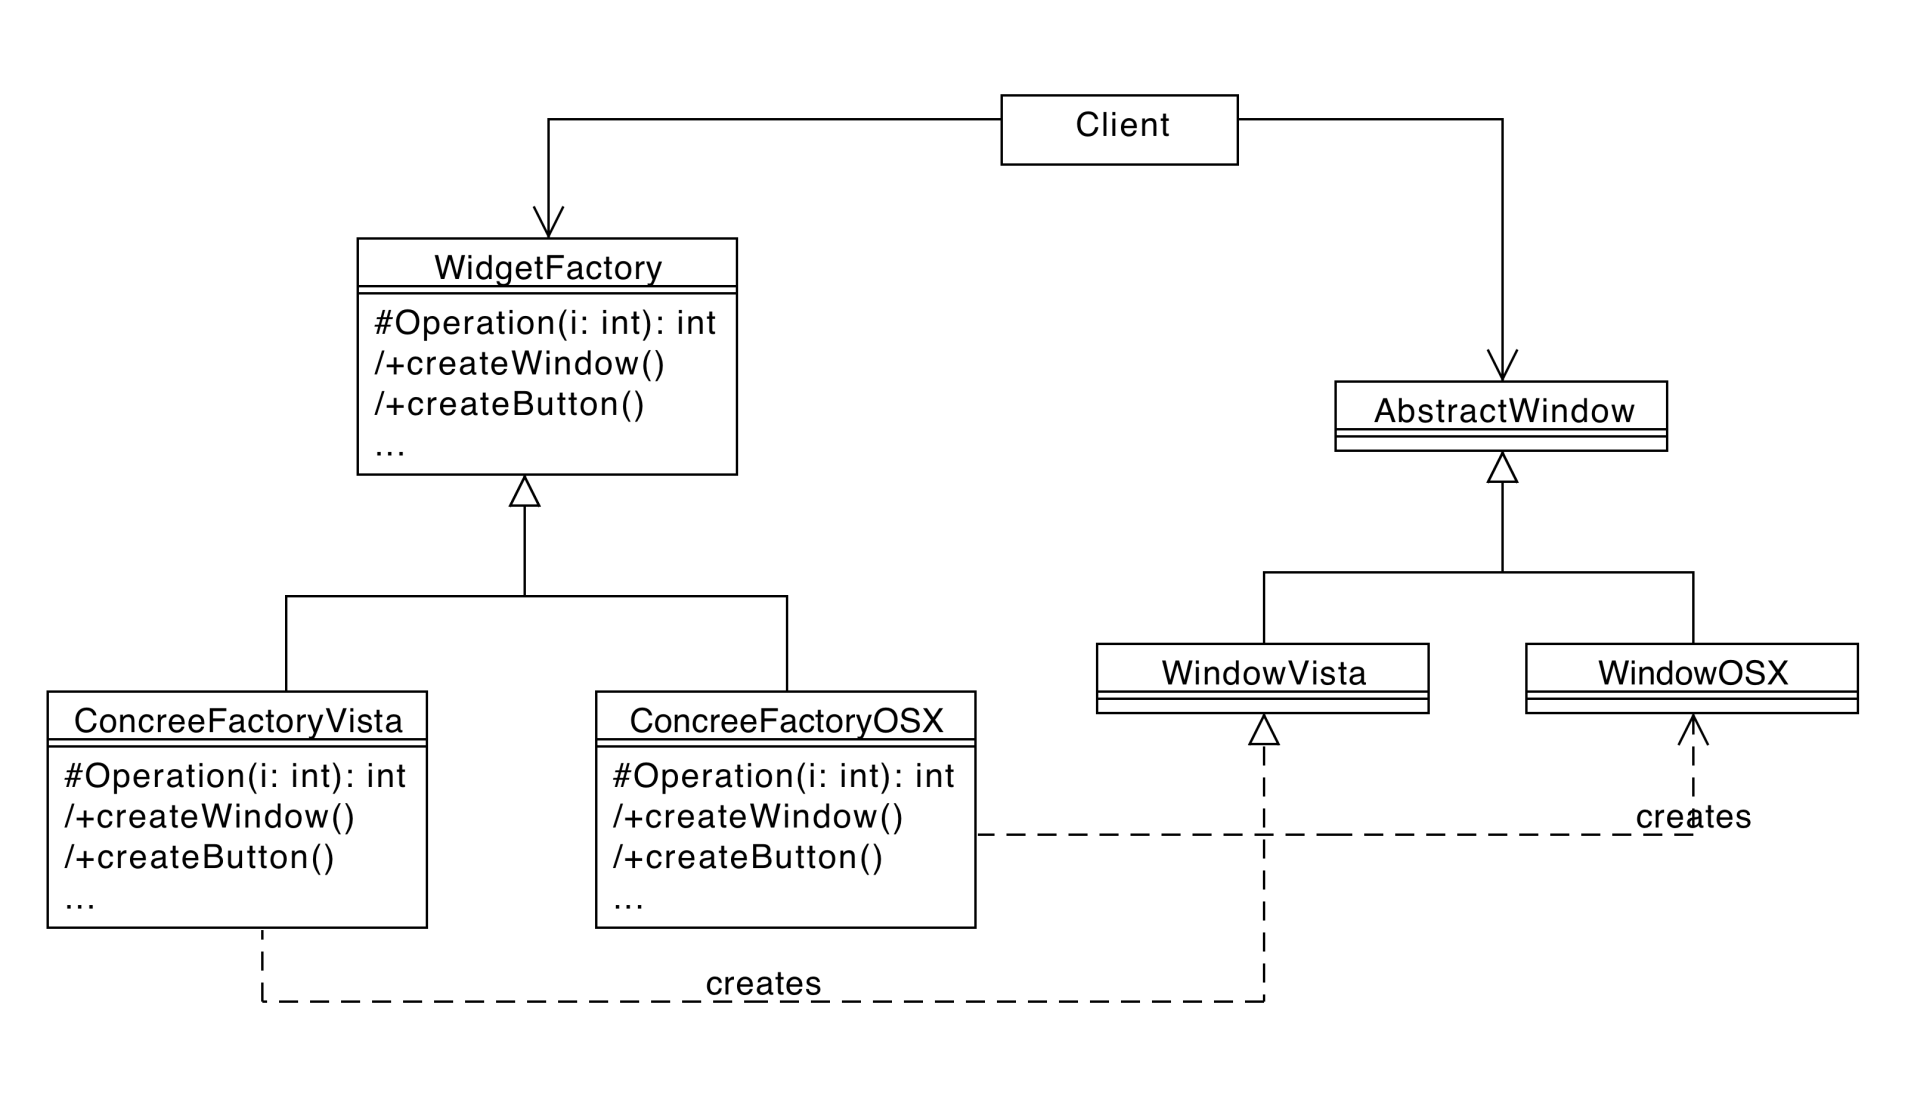 Client
WidgetFactory
#Operation(i: int): int
/+createWindow()
/+createButton()
...
AbstractWindow
WindowVista
WindowOSX
ConcreeFactoryVista
#Operation(i: int): int
/+createWindow()
/+createButton()
...
ConcreeFactoryOSX
#Operation(i: int): int
/+createWindow()
/+createButton()
...
creates
creates